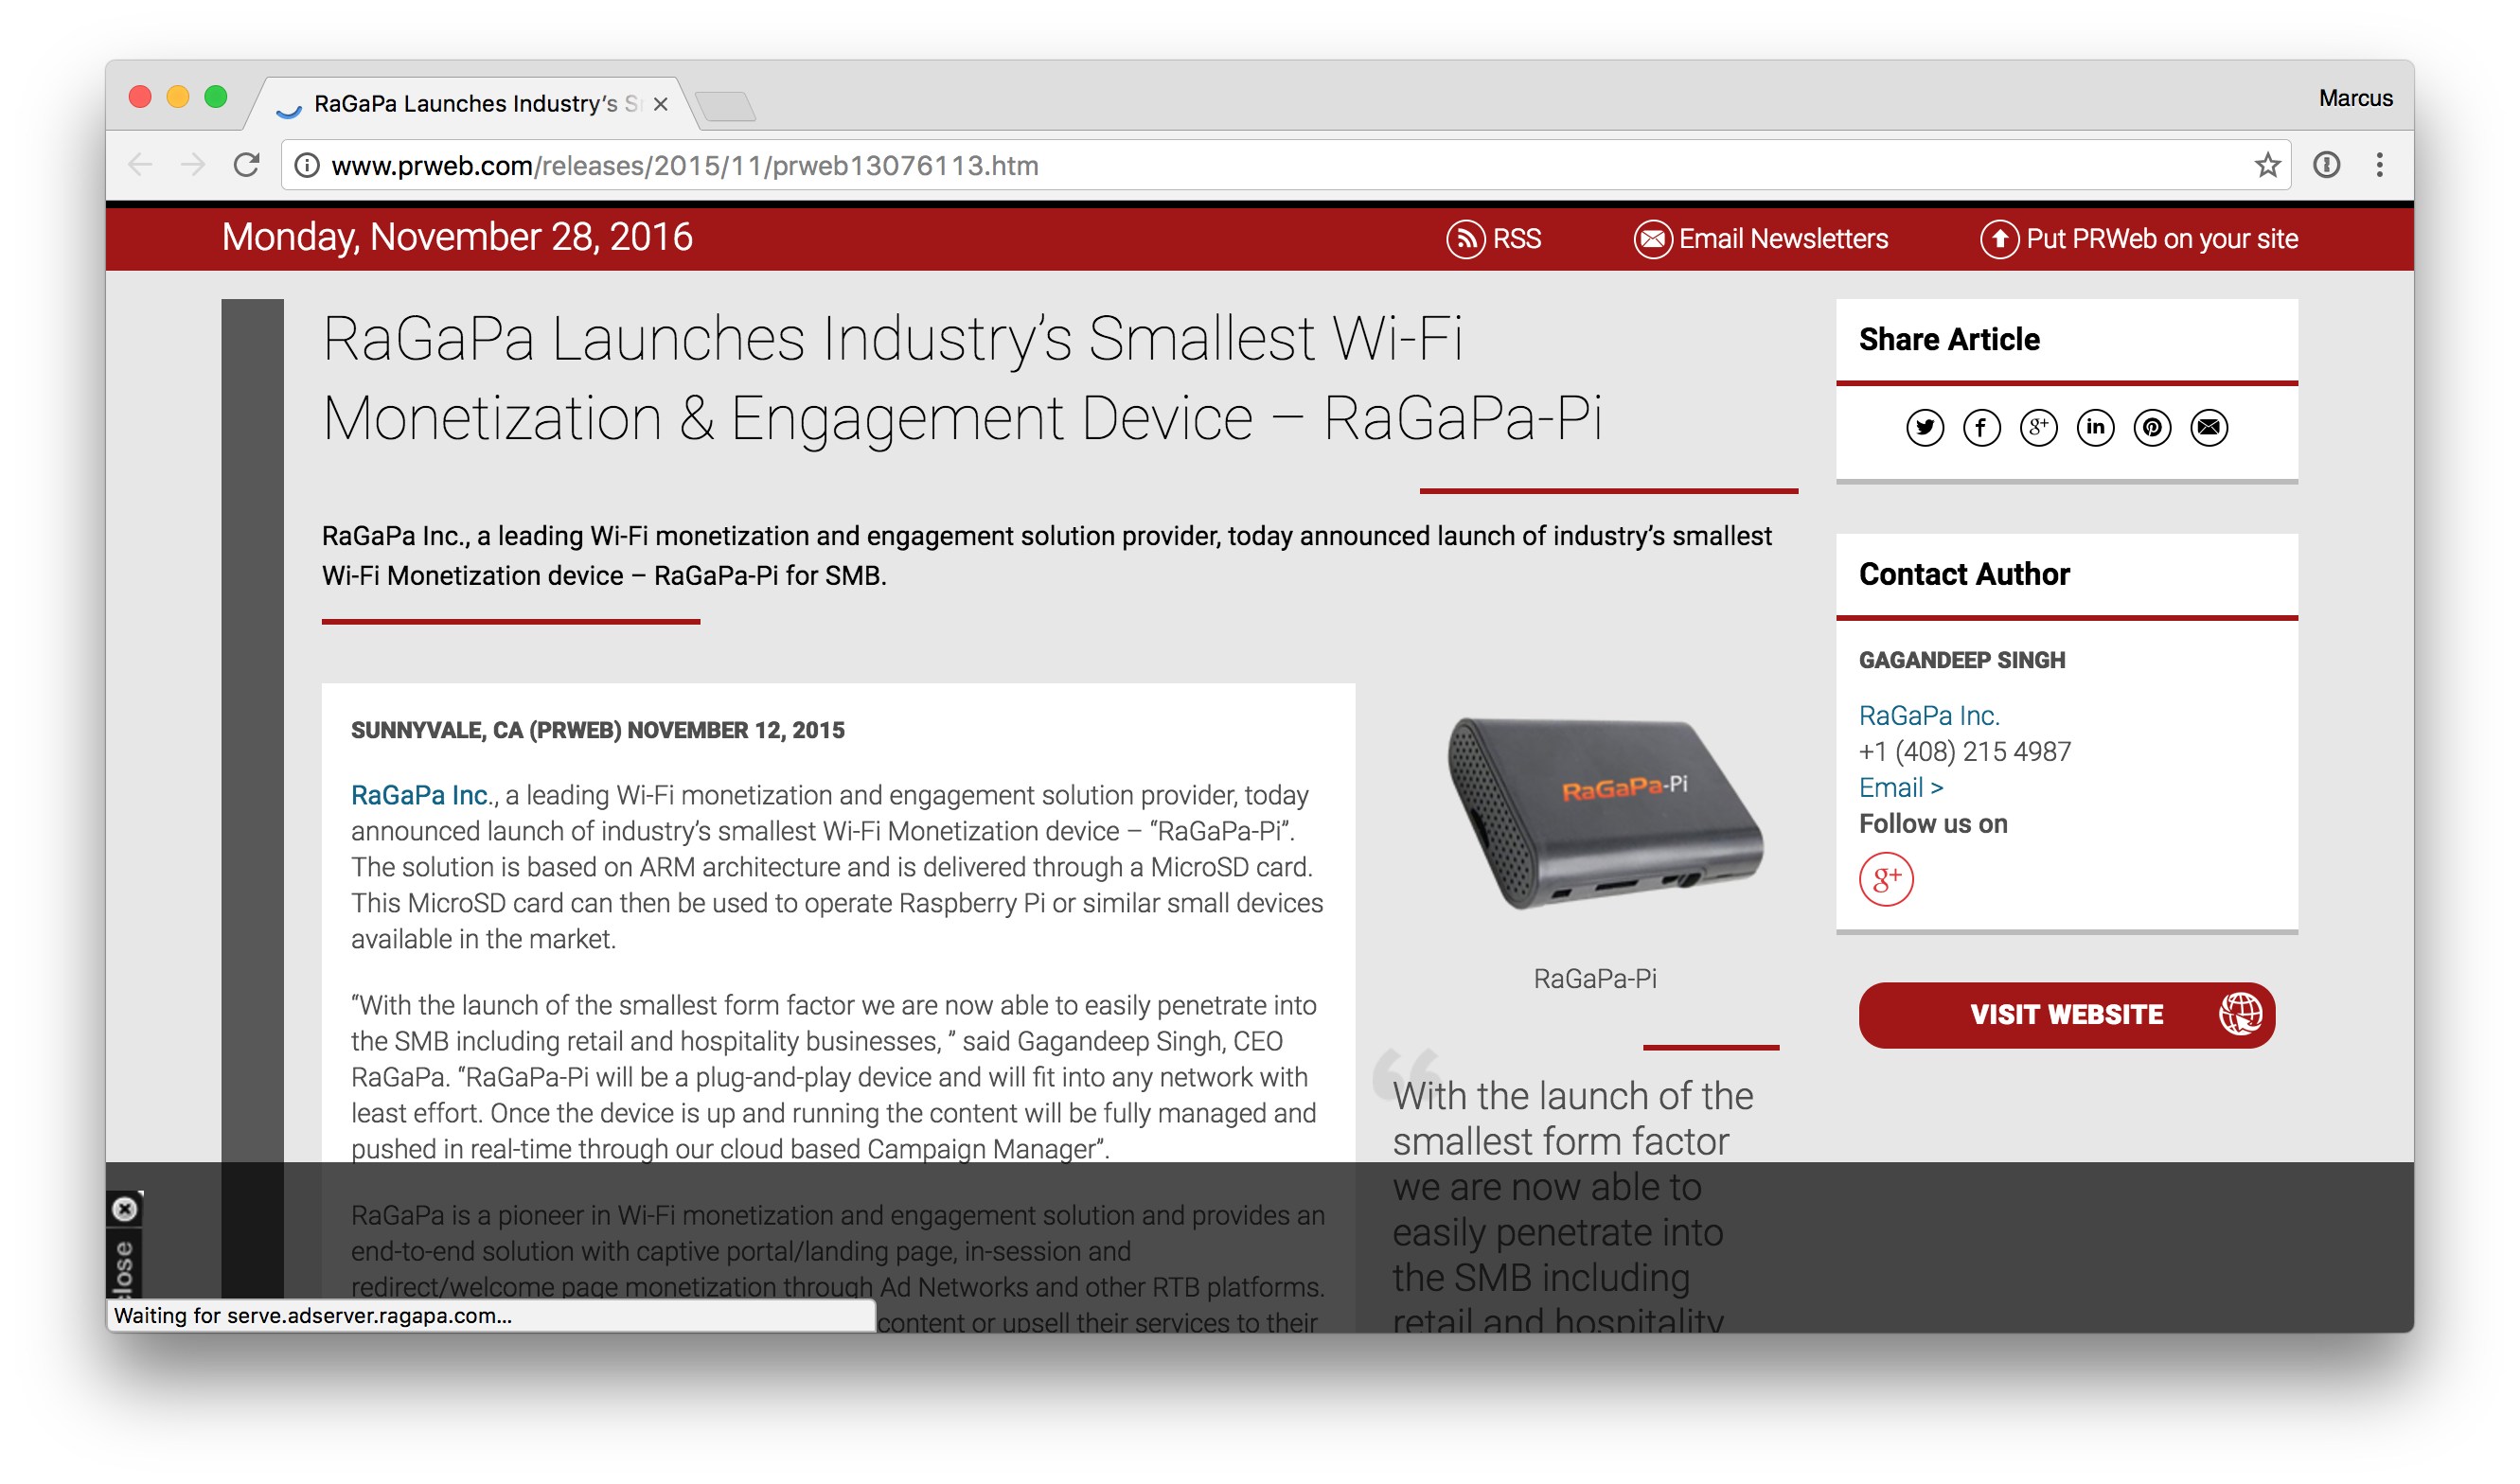 RaGaPa Launches Industry's S
Marcus
www.prweb.com/releases/2015/11/prweb13076113.htm
Monday, November 28, 2016
RSS
Email Newsletters
Put PRWeb on your site
RaGaPa Launches Industry's Smallest Wi-Fi
Monetization & Engagement Device – RaGaPa-Pi
RaGaPa Inc., a leading Wi-Fi monetization and engagement solution provider, today announced launch of industry's smallest
Wi-Fi Monetization device – RaGaPa-Pi for SMB.
SUNNYVALE, CA (PRWEB) NOVEMBER 12, 2015
RaGaPa Inc., a leading Wi-Fi monetization and engagement solution provider, today
announced launch of industry's smallest Wi-Fi Monetization device – “RaGaPa-Pi”.
The solution is based on ARM architecture and is delivered through a MicroSD card.
This MicroSD card can then be used to operate Raspberry Pi or similar small devices
available in the market.
“With the launch of the smallest form factor we are now able to easily penetrate into
the SMB including retail and hospitality businesses, ” said Gagandeep Singh, CEO
RaGaPa. “RaGaPa-Pi will be a plug-and-play device and will fit into any network with
least effort. Once the device is up and running the content will be fully managed and
pushed in real-time through our cloud based Campaign Manager”.
RaGaPa is a pioneer in Wi-Fi monetization and engagement solution and provides an
end-to-end solution with captive portal/landing page, in-session and
redirect/welcome page monetization through Ad Networks and other RTB platforms.
content or upsell their services to their
RaGaPa-Pi
RaGaPa-Pi
“
With the launch of the
smallest form factor
we are now able to
easily penetrate into
the SMB including
retail and hospitality
Share Article
Contact Author
GAGANDEEP SINGH
RaGaPa Inc.
+1 (408) 215 4987
Email >
Follow us on
g+
VISIT WEBSITE
close
Waiting for serve.adserver.ragapa.com...